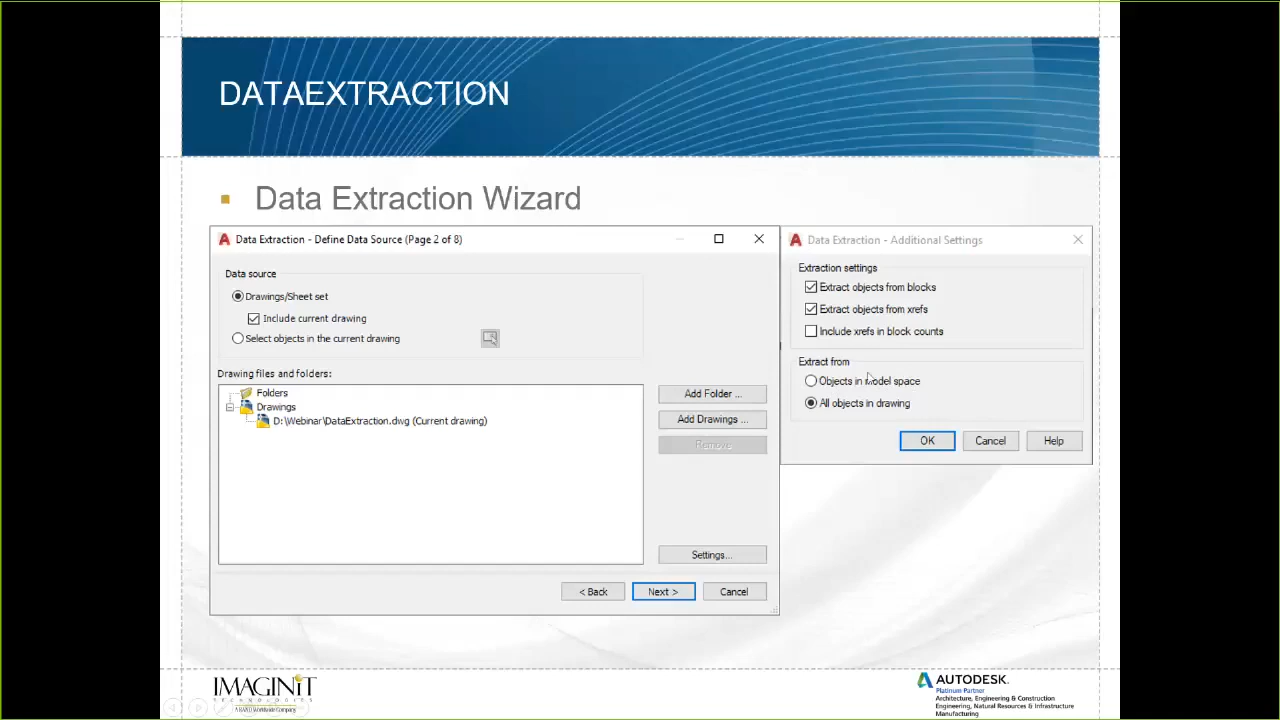 DATAEXTRACTION
Data Extraction Wizard
Data Extraction - Define Data Source (Page 2 of 8)
Data source
Drawings/Sheet set
Include current drawing
Select objects in the current drawing
Drawing files and folders:
Folders
Drawings
D:\Webinar\DataExtraction.dwg (Current drawing)
Add Folder ...
Add Drawings ...
Remove
Settings...
< Back
Next >
Cancel
Data Extraction - Additional Settings
Extraction settings
Extract objects from blocks
Extract objects from xrefs
Include xrefs in block counts
Extract from
Objects in model space
All objects in drawing
OK
Cancel
Help
IMAGINiT
TECHNOLOGIES
A RAND Worldwide Company
AUTODESK.
Platinum Partner
Architecture, Engineering & Construction
Engineering, Natural Resources & Infrastructure
Manufacturing